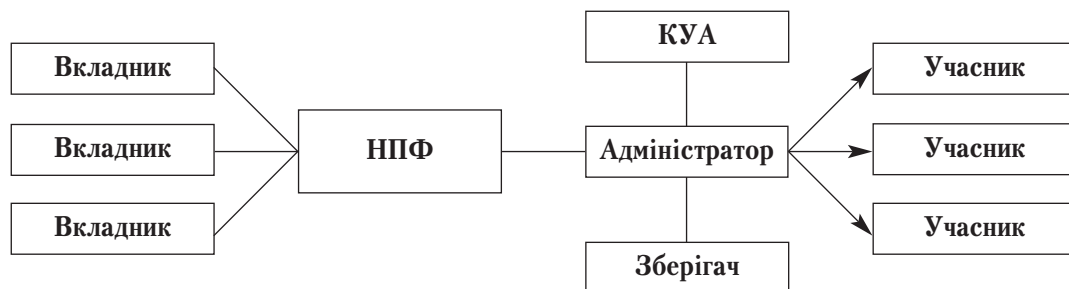 КУА
Вкладник
Учасник
Вкладник
НПФ
Адміністратор
Учасник
Вкладник
Учасник
Зберігач